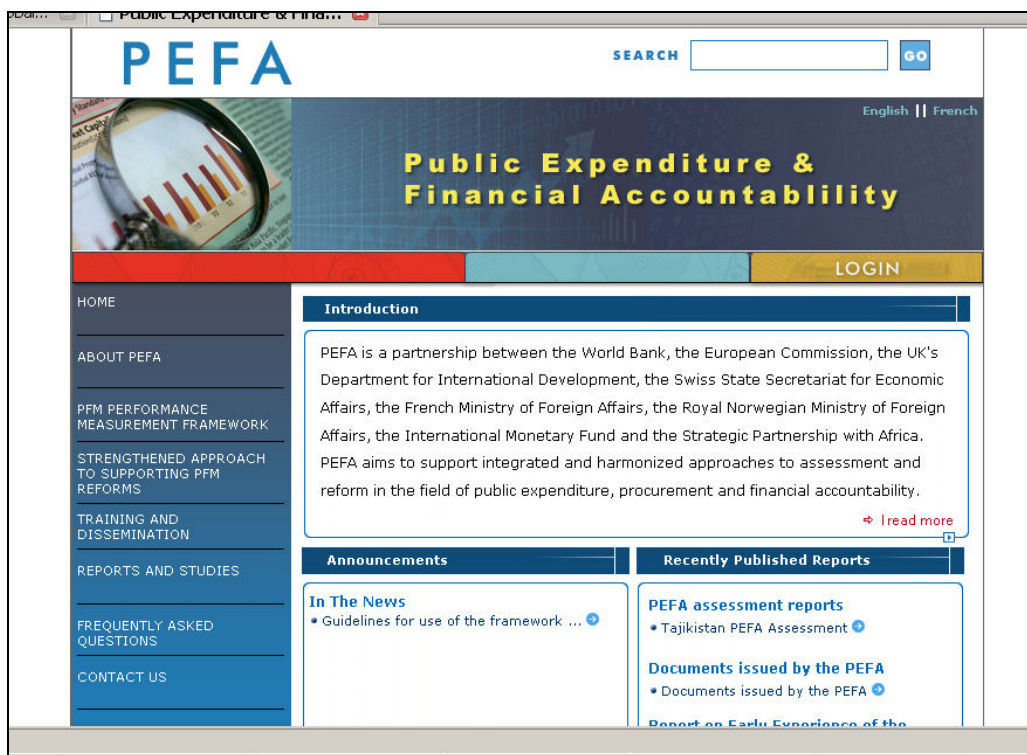 Public Expenditure & Fina...
PEFA
SEARCH
GO
English || French
Public Expenditure &
Financial Accountablility
LOGIN
HOME
ABOUT PEFA
PFM PERFORMANCE
MEASUREMENT FRAMEWORK
STRENGTHENED APPROACH
TO SUPPORTING PFM
REFORMS
TRAINING AND
DISSEMINATION
REPORTS AND STUDIES
FREQUENTLY ASKED
QUESTIONS
CONTACT US
Introduction
PEFA is a partnership between the World Bank, the European Commission, the UK's
Department for International Development, the Swiss State Secretariat for Economic
Affairs, the French Ministry of Foreign Affairs, the Royal Norwegian Ministry of Foreign
Affairs, the International Monetary Fund and the Strategic Partnership with Africa.
PEFA aims to support integrated and harmonized approaches to assessment and
reform in the field of public expenditure, procurement and financial accountability.
⇨ lread more
Announcements
In The News
• Guidelines for use of the framework ...
Recently Published Reports
PEFA assessment reports
• Tajikistan PEFA Assessment
Documents issued by the PEFA
• Documents issued by the PEFA
Report on Early Experience of the